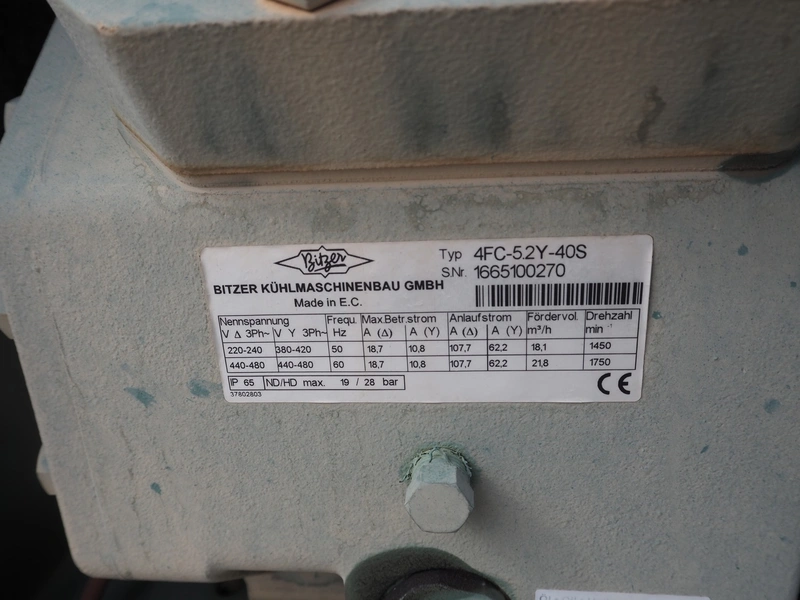 Bitzer
Typ 4FC-5.2Y-40S
S.Nr. 1665100270
BITZER KÜHLMASCHINENBAU GMBH
Made in E.C.
Nennspannung Frequ. Max.Betr.strom Anlaufstrom Fördervol. Drehzahl
V Δ 3Ph~ V Y 3Ph~ Hz A (Δ) A (Y) A (Δ) A (Y) m³/h min -1
220-240 380-420 50 18,7 10,8 107,7 62,2 18,1 1450
440-480 440-480 60 18,7 10,8 107,7 62,2 21,8 1750
IP 65 ND/HD max. 19 / 28 bar
CE
37802803